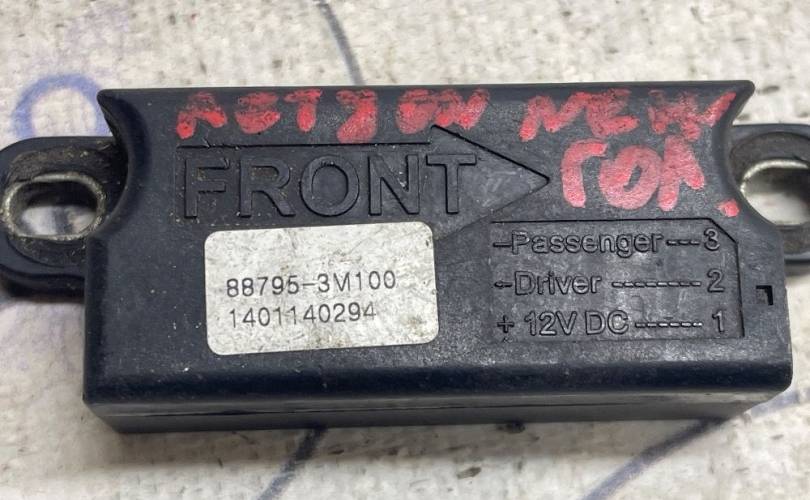 FRONT
88795-3M100
1401140294
-Passenger---3
-Driver--------2
+ 12V DC------1